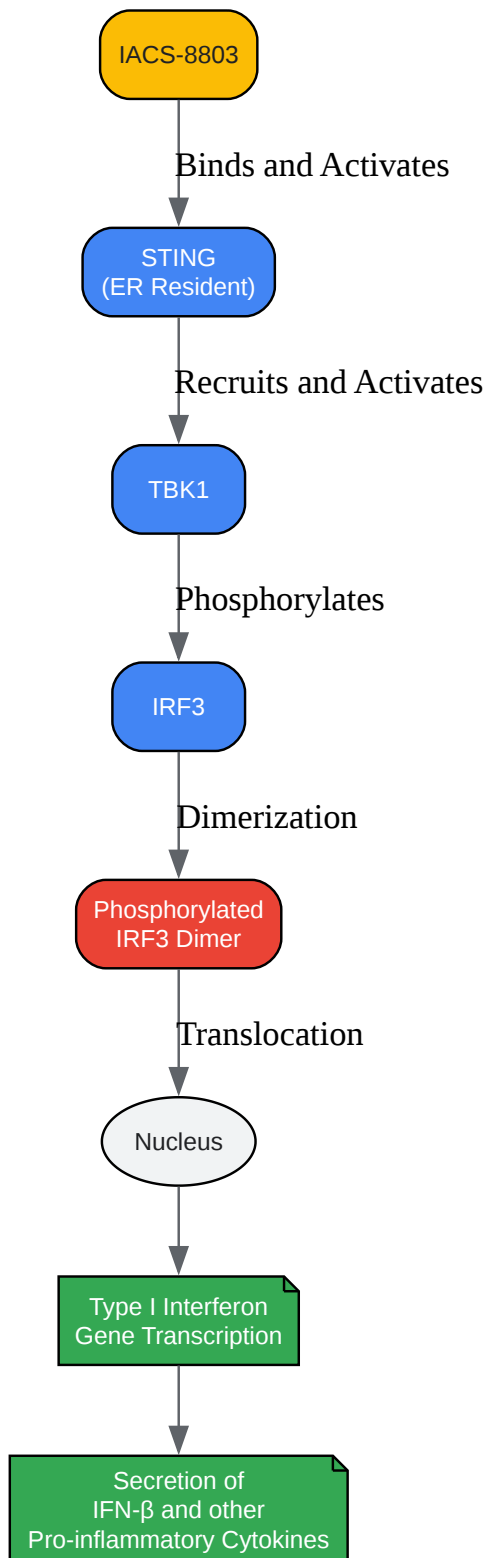 IACS-8803
Binds and Activates
STING
(ER Resident)
Recruits and Activates
TBK1
Phosphorylates
IRF3
Dimerization
Phosphorylated
IRF3 Dimer
Translocation
Nucleus
Type I Interferon
Gene Transcription
Secretion of
IFN-β and other
Pro-inflammatory Cytokines